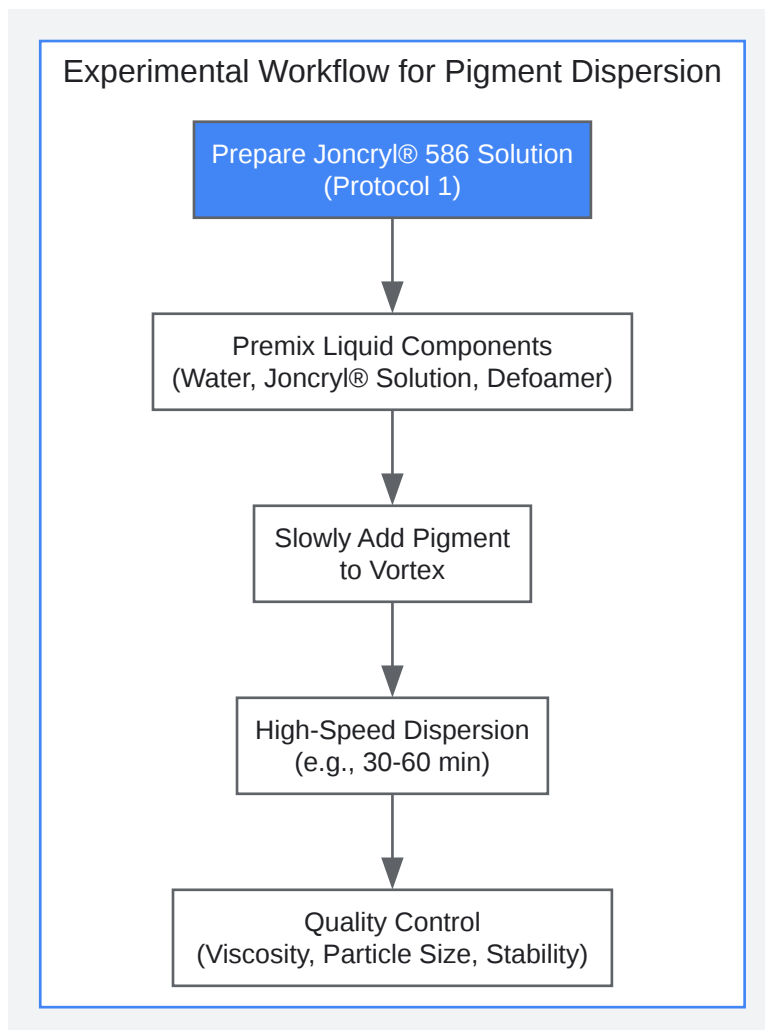 Experimental Workflow for Pigment Dispersion
Prepare Joncryl® 586 Solution
(Protocol 1)
Premix Liquid Components
(Water, Joncryl® Solution, Defoamer)
Slowly Add Pigment
to Vortex
High-Speed Dispersion
(e.g., 30-60 min)
Quality Control
(Viscosity, Particle Size, Stability)